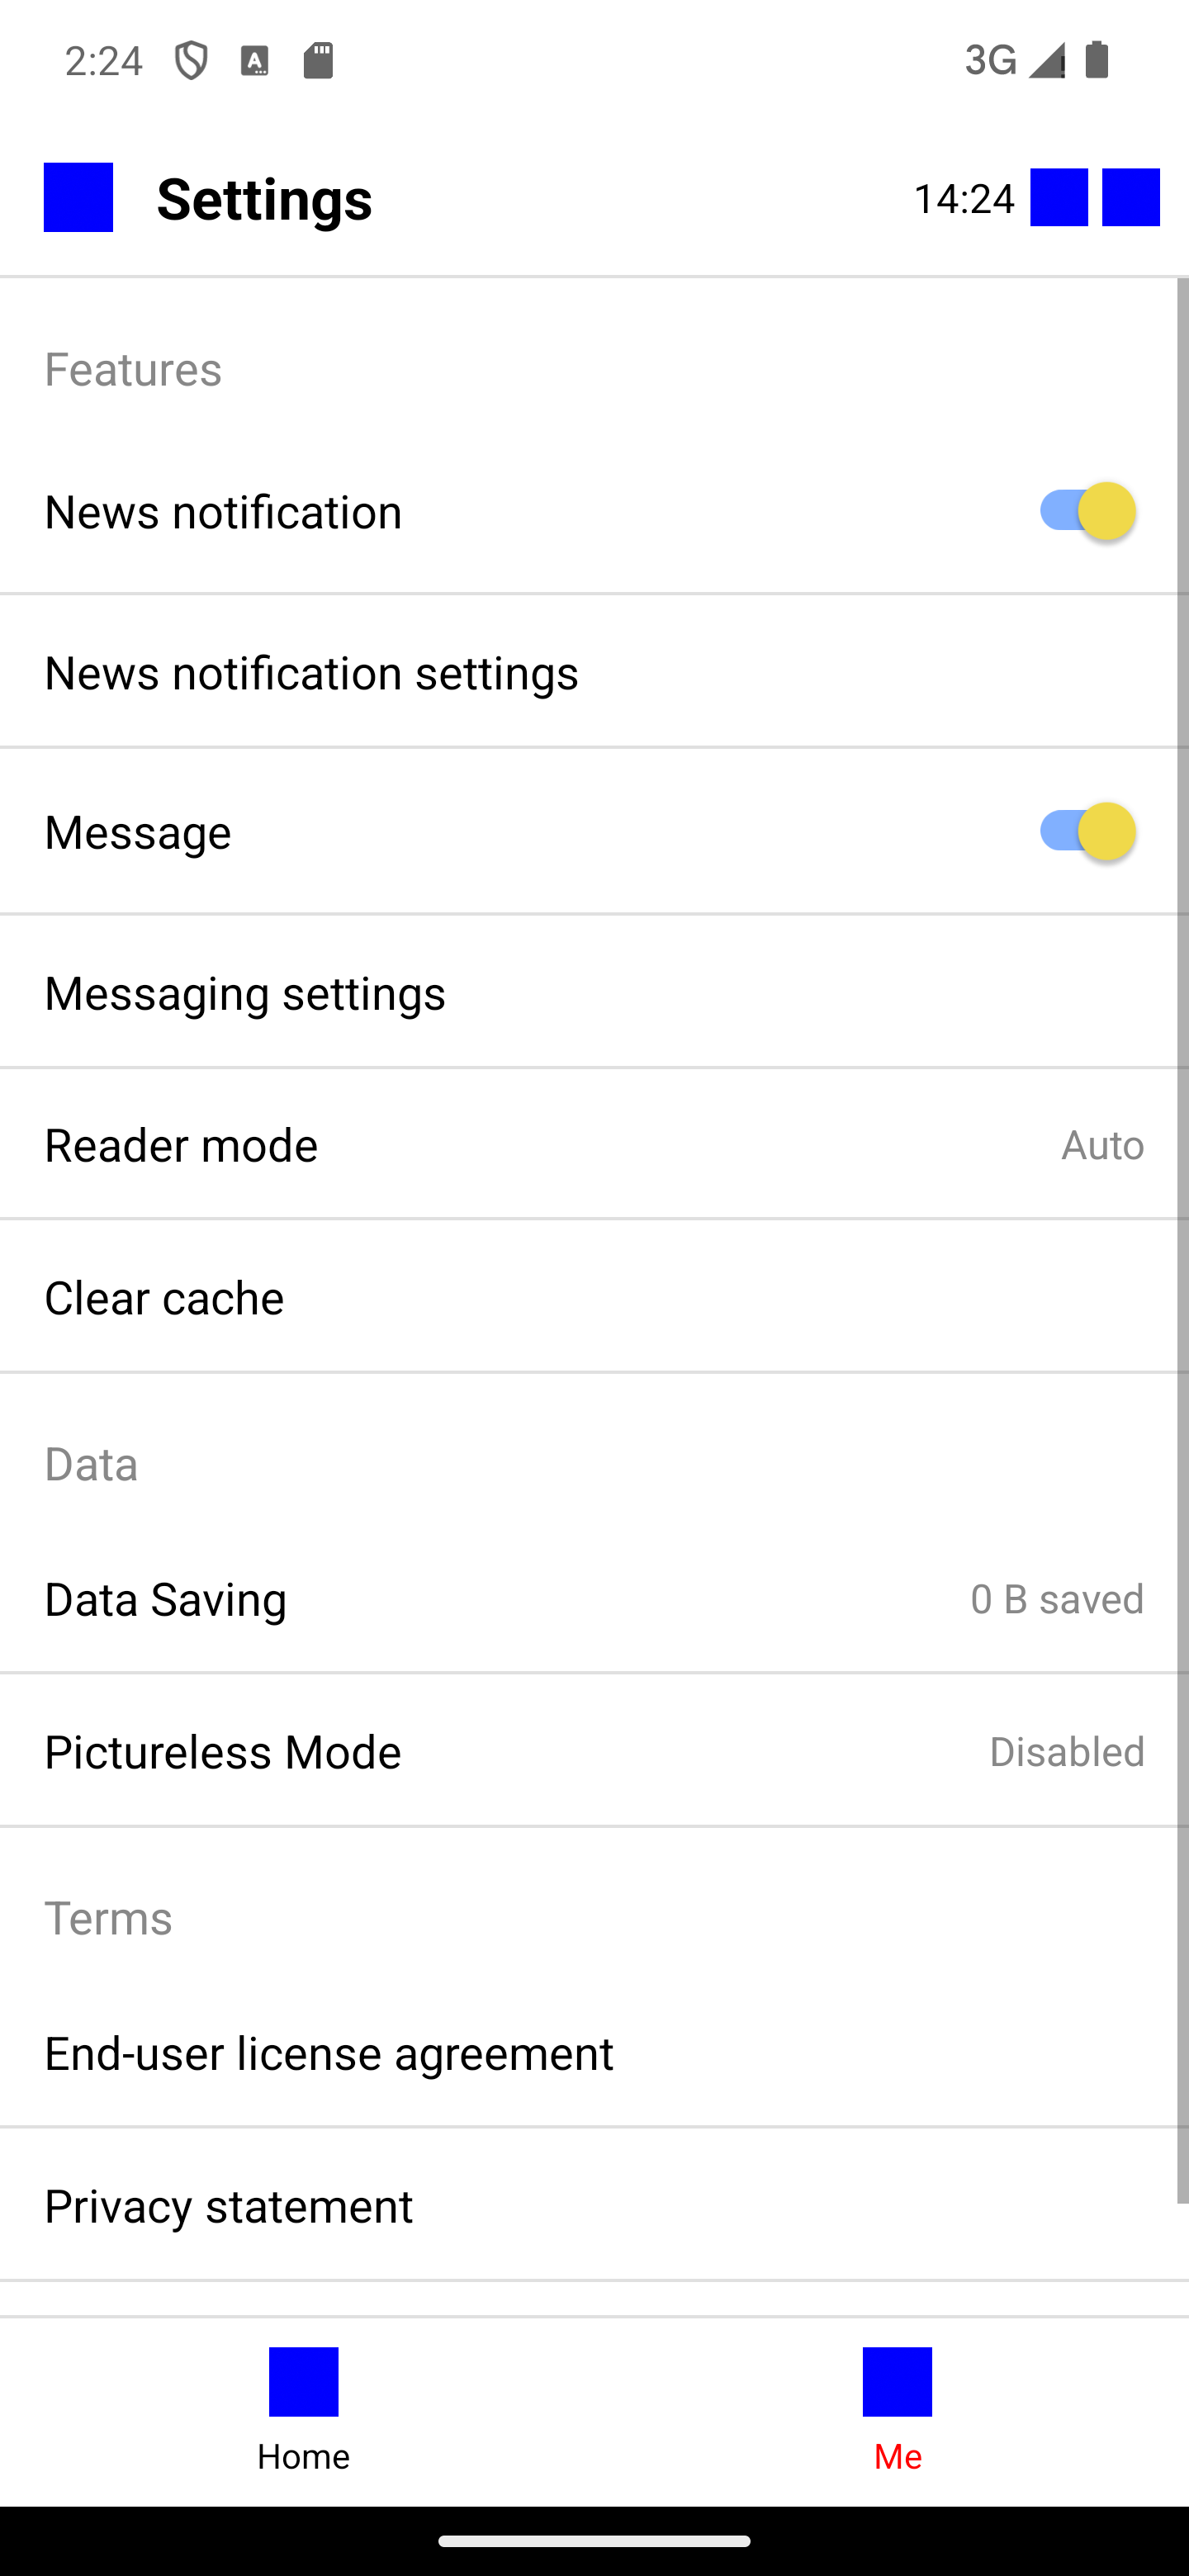 2:24
3G
Settings
14:24
Features
News notification
News notification settings
Message
Messaging settings
Reader mode
Auto
Clear cache
Data
Data Saving
0 B saved
Pictureless Mode
Disabled
Terms
End-user license agreement
Privacy statement
Home
Me